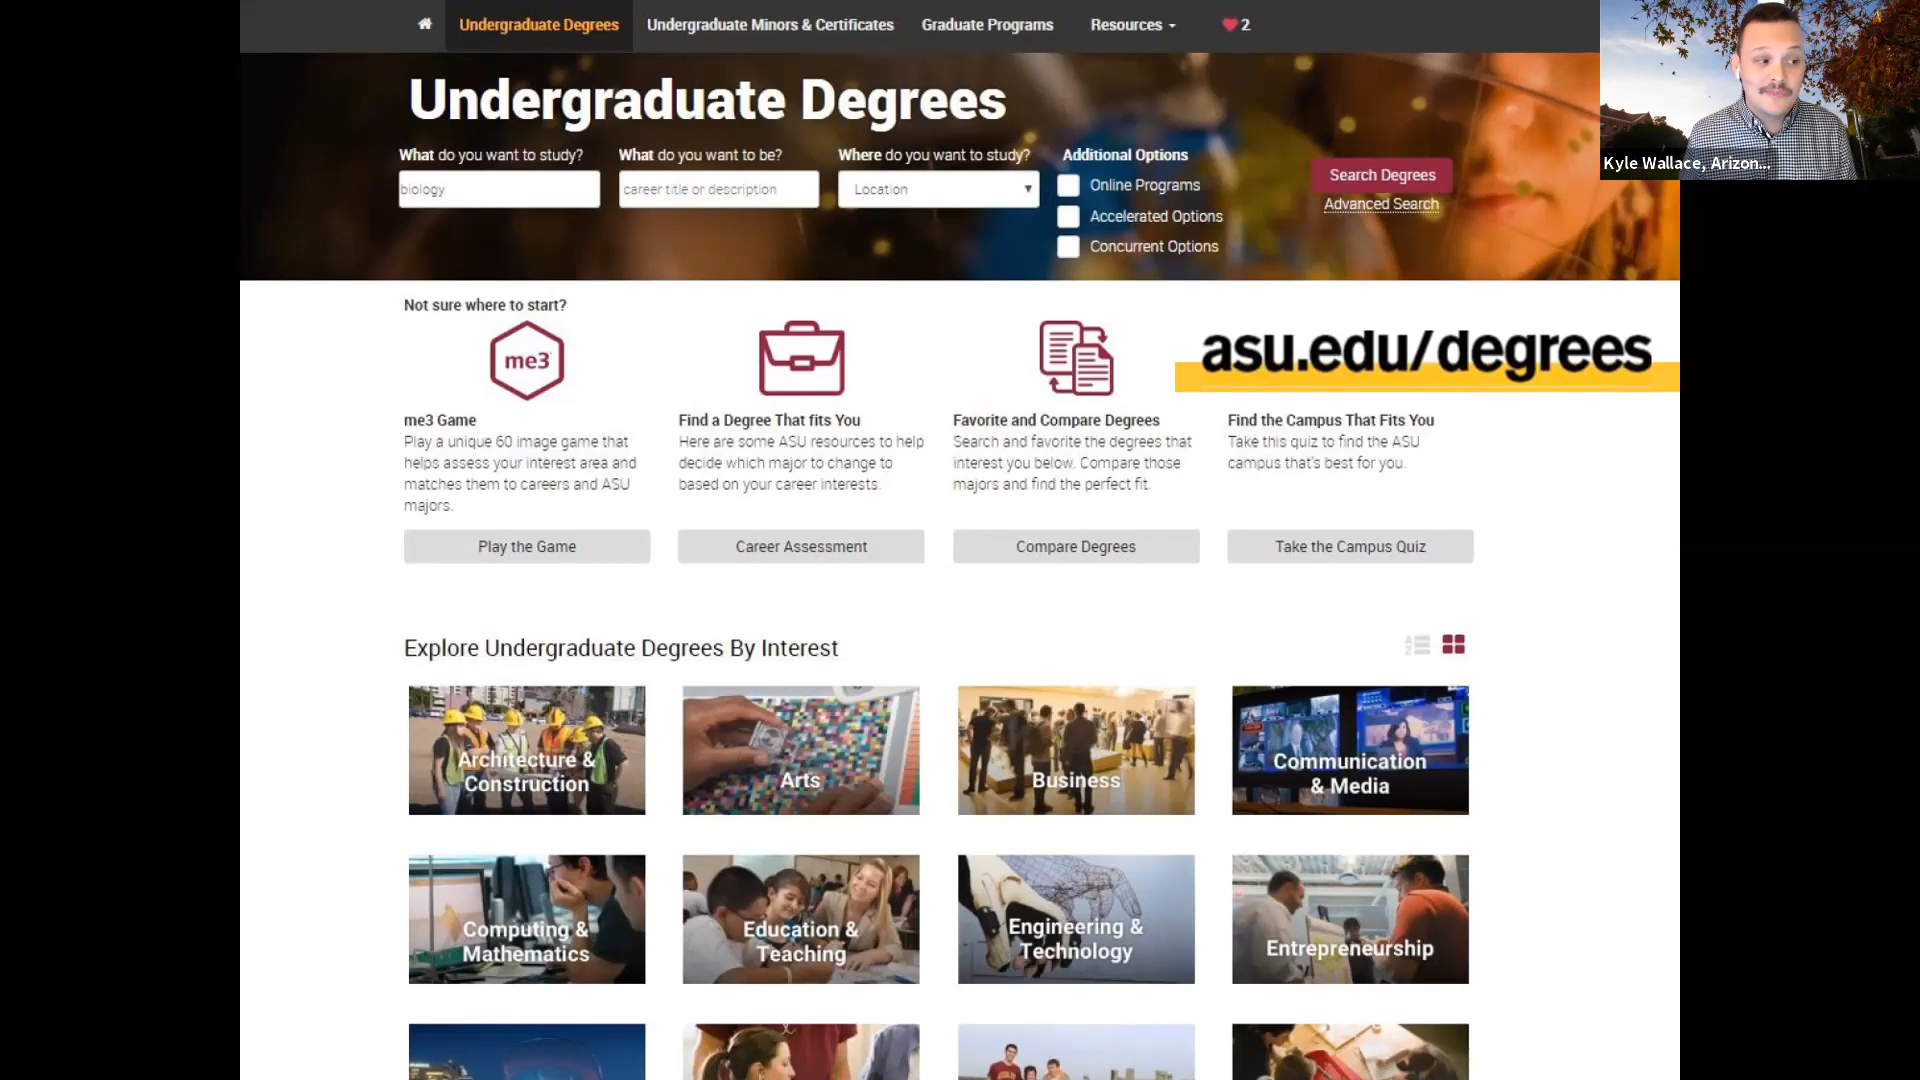 Undergraduate Degrees
Undergraduate Minors & Certificates
Graduate Programs
Resources
2
Undergraduate Degrees
What do you want to study?
biology
What do you want to be?
career title or description
Where do you want to study?
Location
Additional Options
Online Programs
Accelerated Options
Concurrent Options
Search Degrees
Advanced Search
Kyle Wallace, Arizon...
Not sure where to start?
me3
asu.edu/degrees
me3 Game
Play a unique 60 image game that
helps assess your interest area and
matches them to careers and ASU
majors.
Play the Game
Find a Degree That fits You
Here are some ASU resources to help
decide which major to change to
based on your career interests.
Career Assessment
Favorite and Compare Degrees
Search and favorite the degrees that
interest you below. Compare those
majors and find the perfect fit.
Compare Degrees
Find the Campus That Fits You
Take this quiz to find the ASU
campus that's best for you.
Take the Campus Quiz
Explore Undergraduate Degrees By Interest
Architecture &
Construction
Arts
Business
Communication
& Media
Computing &
Mathematics
Education &
Teaching
Engineering &
Technology
Entrepreneurship